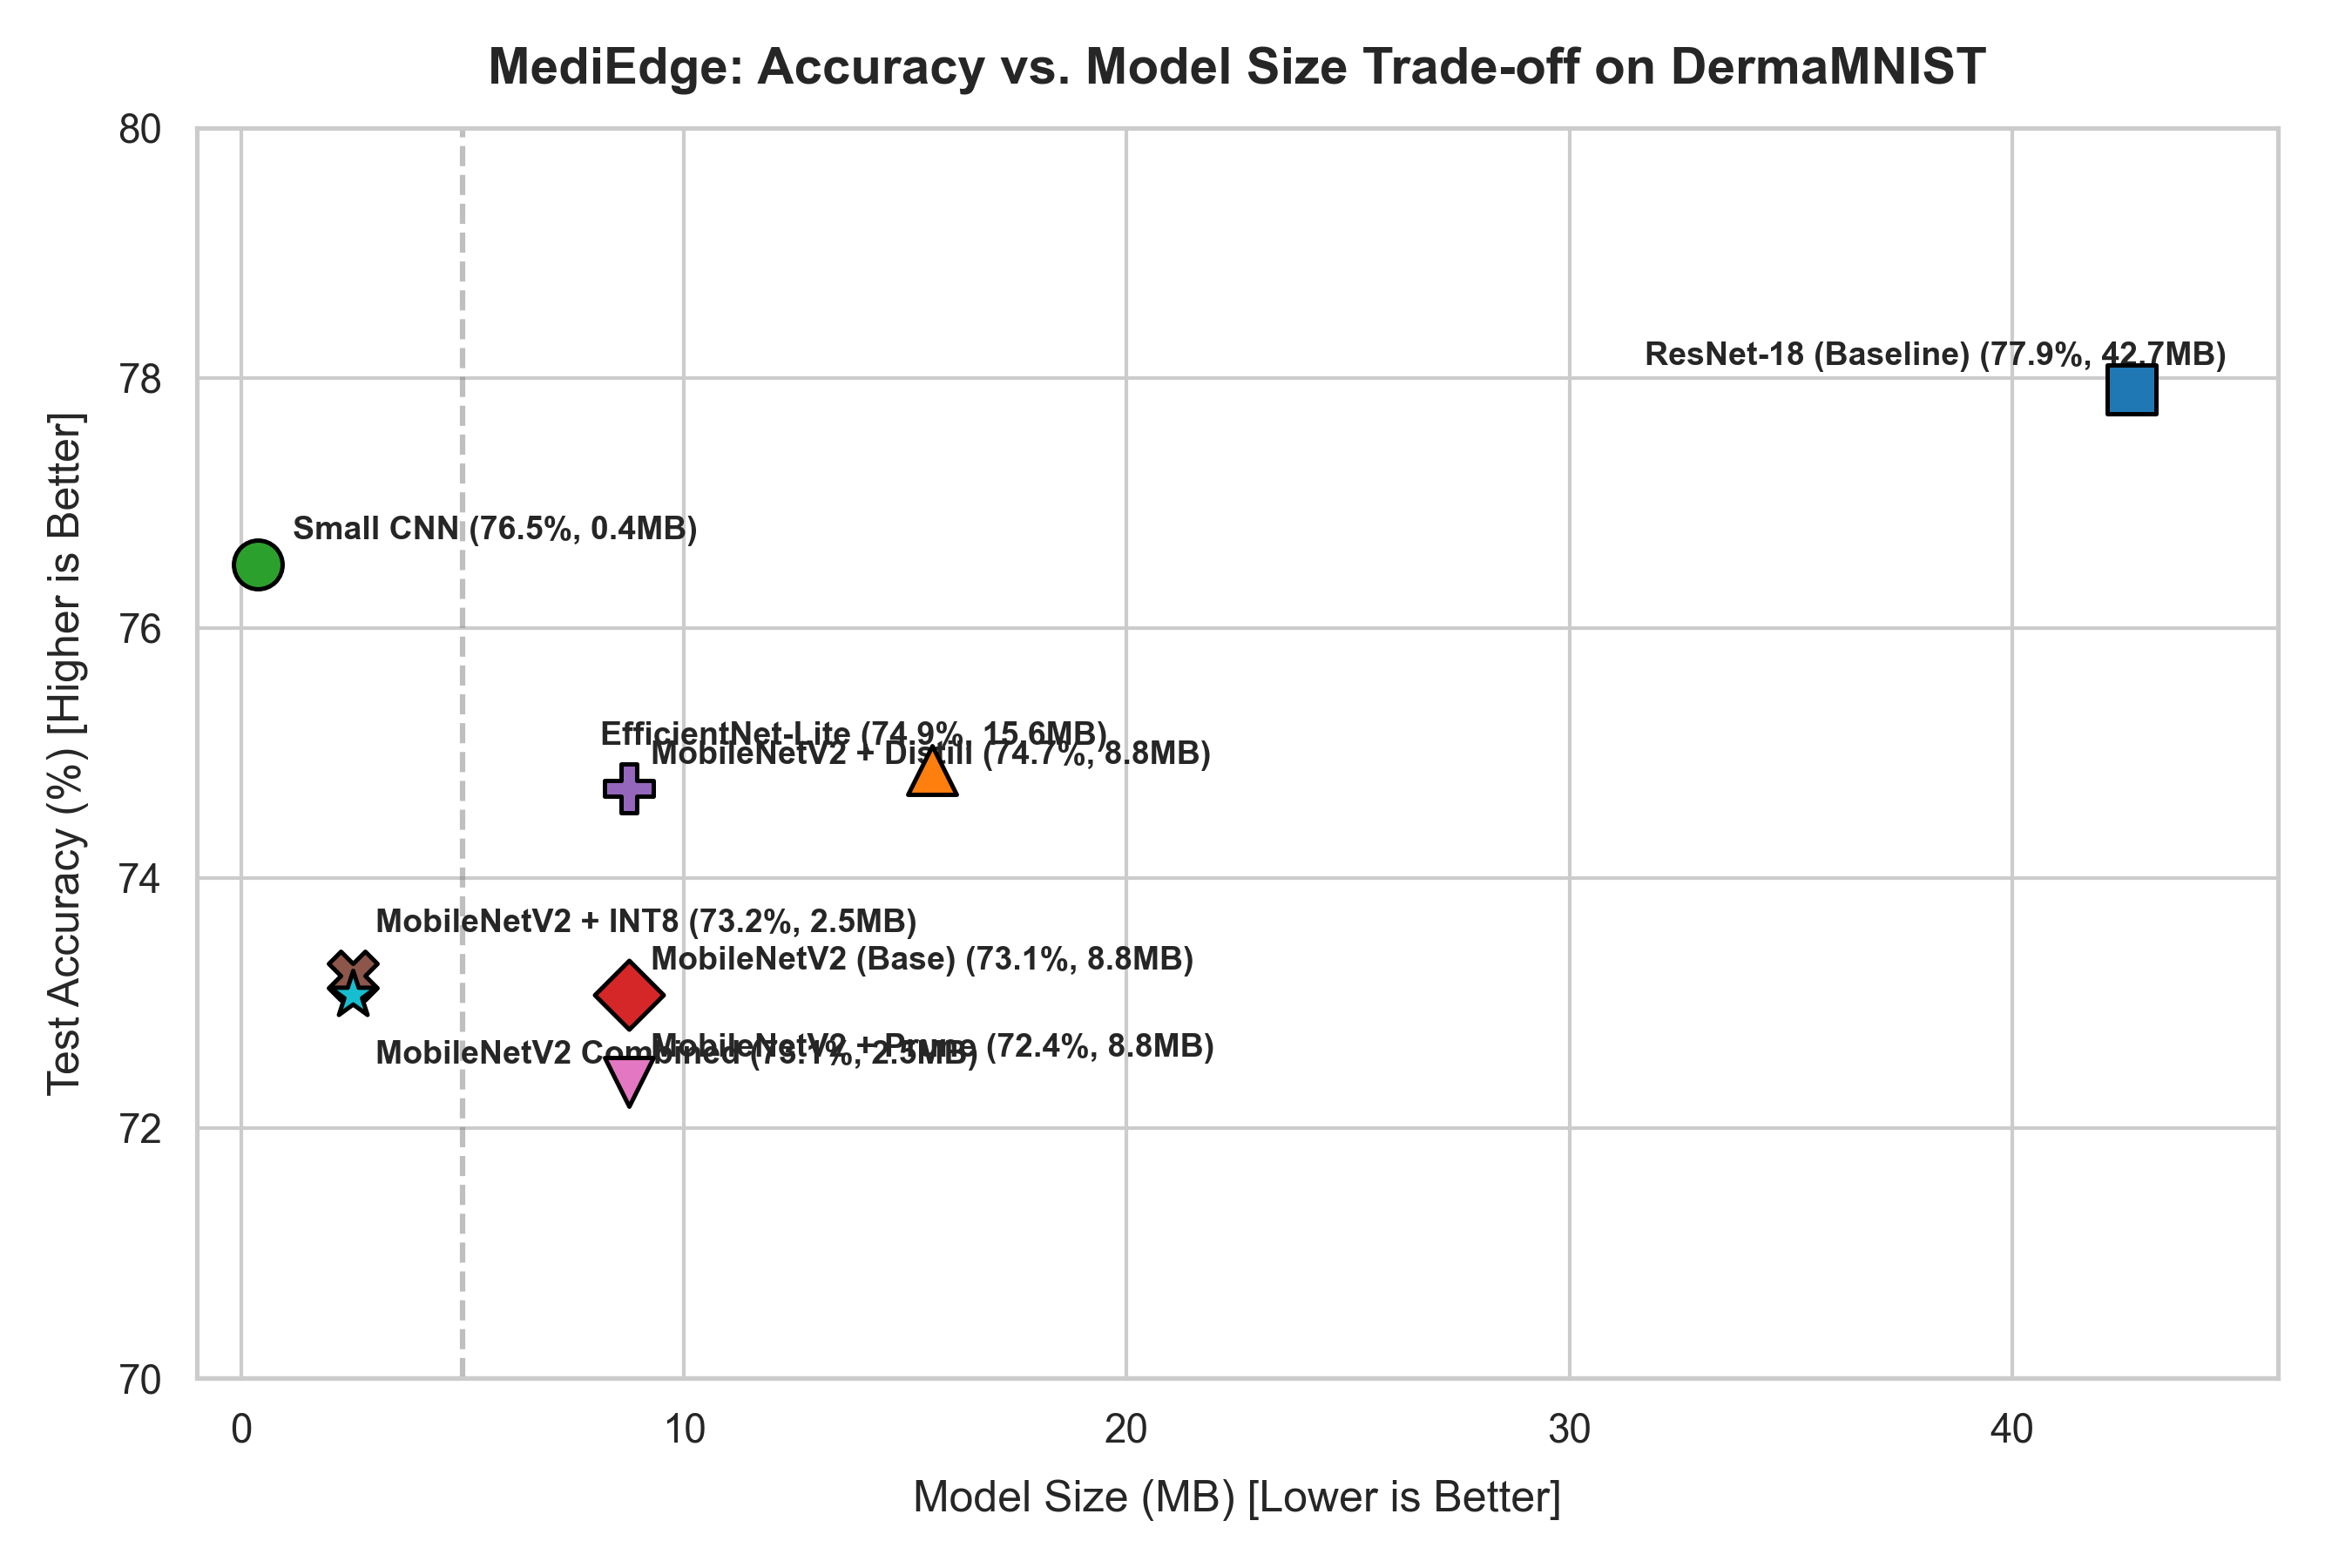 MediEdge: Accuracy vs. Model Size Trade-off on DermaMNIST
Test Accuracy (%) [Higher is Better]
80
78
76
74
72
70
ResNet-18 (Baseline) (77.9%, 42.7MB)
Small CNN (76.5%, 0.4MB)
EfficientNet-Lite (74.9%, 15.6MB)
MobileNetV2 + Distill (74.7%, 8.8MB)
MobileNetV2 + INT8 (73.2%, 2.5MB)
MobileNetV2 (Base) (73.1%, 8.8MB)
MobileNetV2 + Prune (72.4%, 8.8MB)
MobileNetV2 Combined (73.1%, 2.5MB)
0
10
20
30
40
Model Size (MB) [Lower is Better]